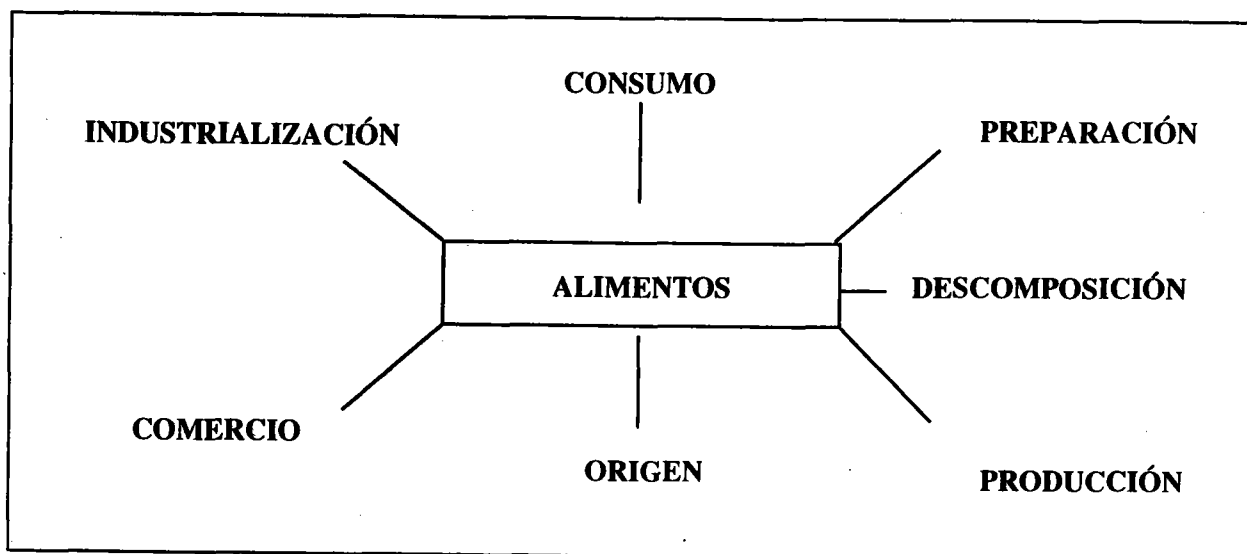 CONSUMO
INDUSTRIALIZACIÓN
PREPARACIÓN
ALIMENTOS
DESCOMPOSICIÓN
COMERCIO
ORIGEN
PRODUCCIÓN